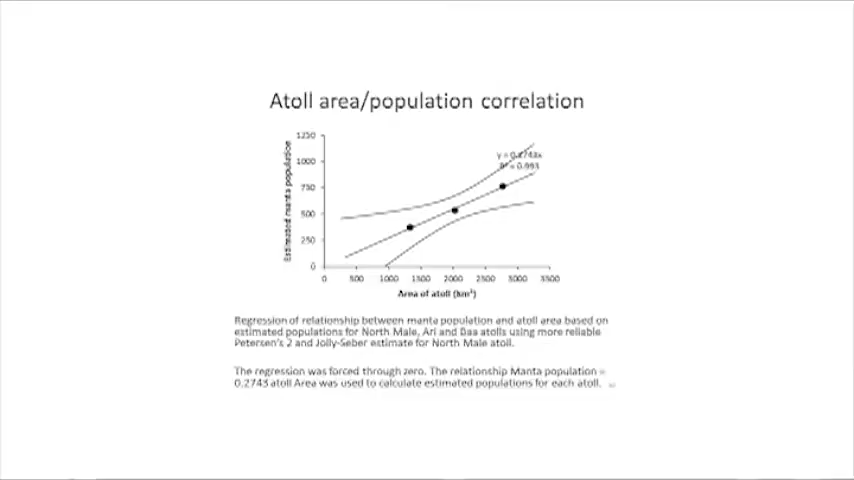 Atoll area/population correlation
1250
1000
750
500
250
0
Estimated manta population
y = 0.2743x
R² = 0.993
0 500 1000 1500 2000 2500 3000 3500
Area of atoll (km²)
Regression of relationship between manta population and atoll area based on
estimated populations for North Male, Ari and Baa atolls using more reliable
Petersen's 2 and Jolly-Seber estimate for North Male atoll.
The regression was forced through zero. The relationship Manta population =
0.2743 atoll Area was used to calculate estimated populations for each atoll.